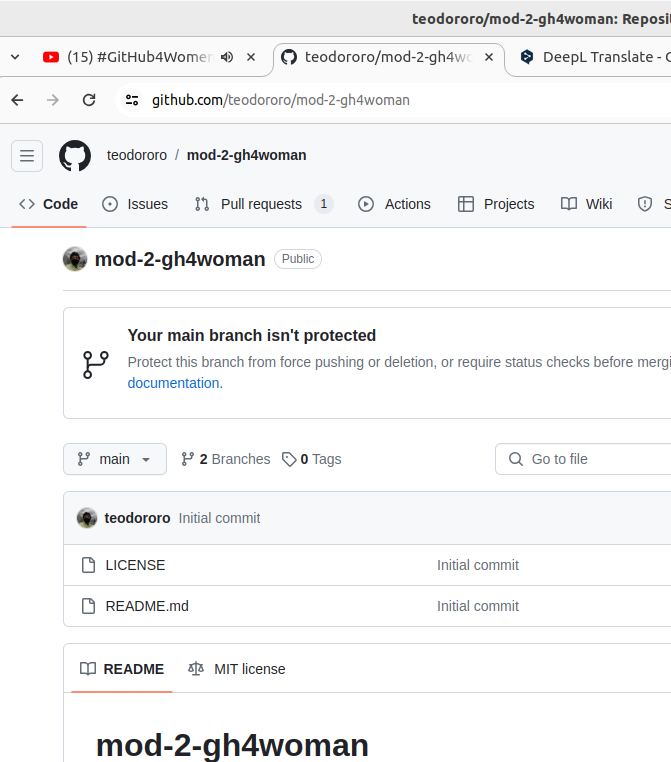 teodororo/mod-2-gh4woman: Reposi
(15) #GitHub4Women
teodororo/mod-2-gh4wo
DeepL Translate -
github.com/teodororo/mod-2-gh4woman
teodororo / mod-2-gh4woman
Code Issues Pull requests 1 Actions Projects Wiki S
mod-2-gh4woman Public
Your main branch isn't protected
Protect this branch from force pushing or deletion, or require status checks before mergi
documentation.
main 2 Branches 0 Tags Go to file
teodororo Initial commit
LICENSE Initial commit
README.md Initial commit
README MIT license
mod-2-gh4woman